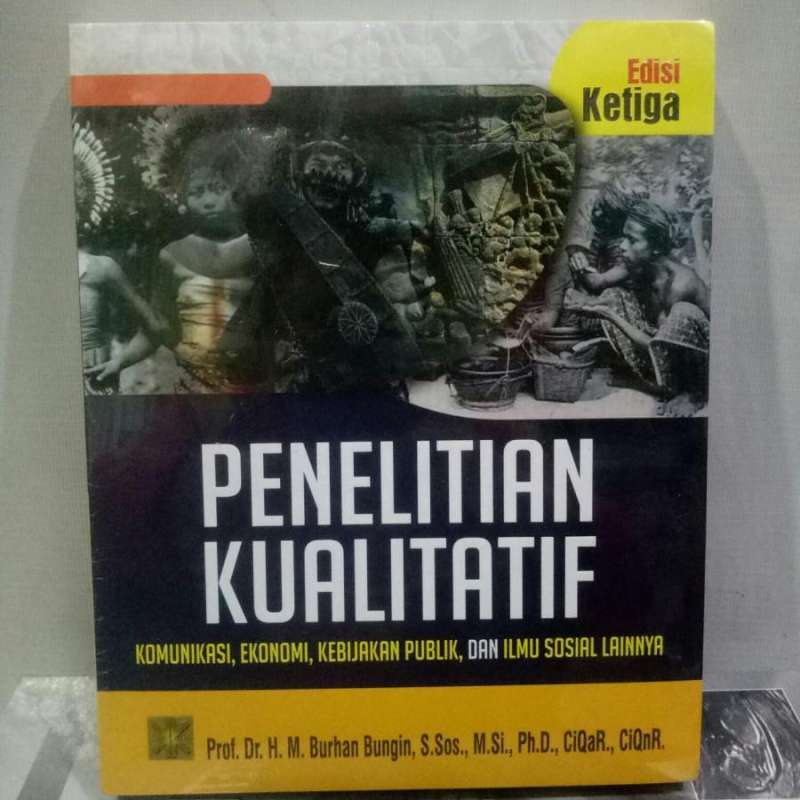 Edisi
Ketiga
PENELITIAN
KUALITATIF
KOMUNIKASI, EKONOMI, KEBIJAKAN PUBLIK, DAN ILMU SOSIAL LAINNYA
Prof. Dr. H. M. Burhan Bungin, S.Sos., M.Si., Ph.D., CiQaR., CiQnR.